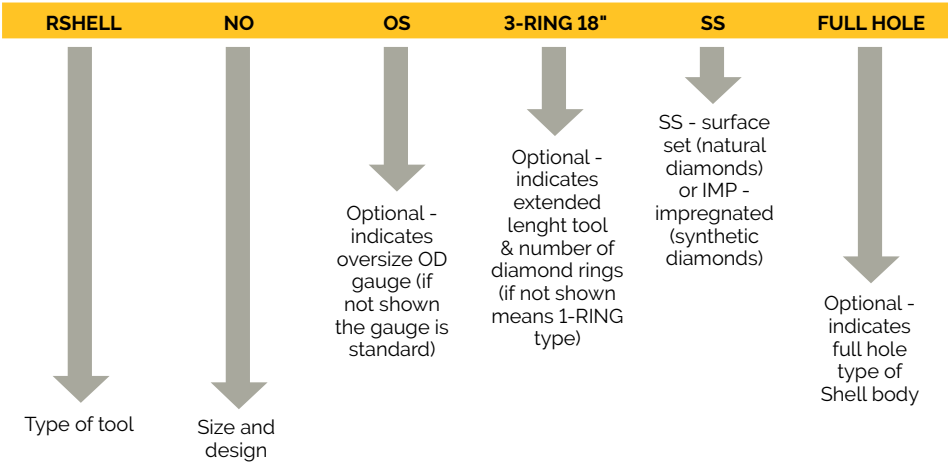 RSHELL NO OS 3-RING 18" SS FULL HOLE
Type of tool
Size and
design
Optional -
indicates
oversize OD
gauge (if
not shown
the gauge is
standard)
Optional -
indicates
extended
lenght tool
& number of
diamond rings
(if not shown
means 1-RING
type)
SS - surface
set (natural
diamonds)
or IMP -
impregnated
(synthetic
diamonds)
Optional -
indicates
full hole
type of
Shell body